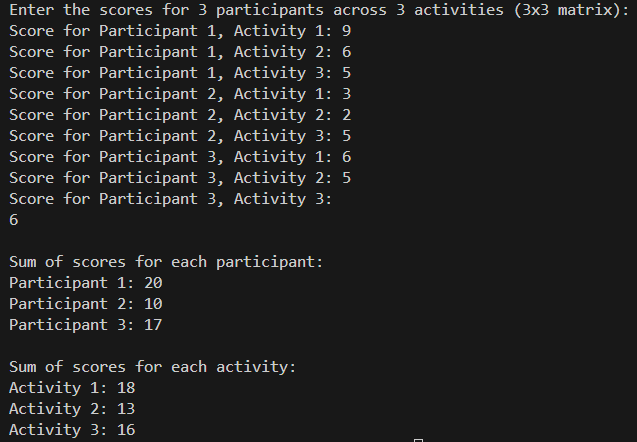 Enter the scores for 3 participants across 3 activities (3x3 matrix):
Score for Participant 1, Activity 1: 9
Score for Participant 1, Activity 2: 6
Score for Participant 1, Activity 3: 5
Score for Participant 2, Activity 1: 3
Score for Participant 2, Activity 2: 2
Score for Participant 2, Activity 3: 5
Score for Participant 3, Activity 1: 6
Score for Participant 3, Activity 2: 5
Score for Participant 3, Activity 3:
6

Sum of scores for each participant:
Participant 1: 20
Participant 2: 10
Participant 3: 17

Sum of scores for each activity:
Activity 1: 18
Activity 2: 13
Activity 3: 16